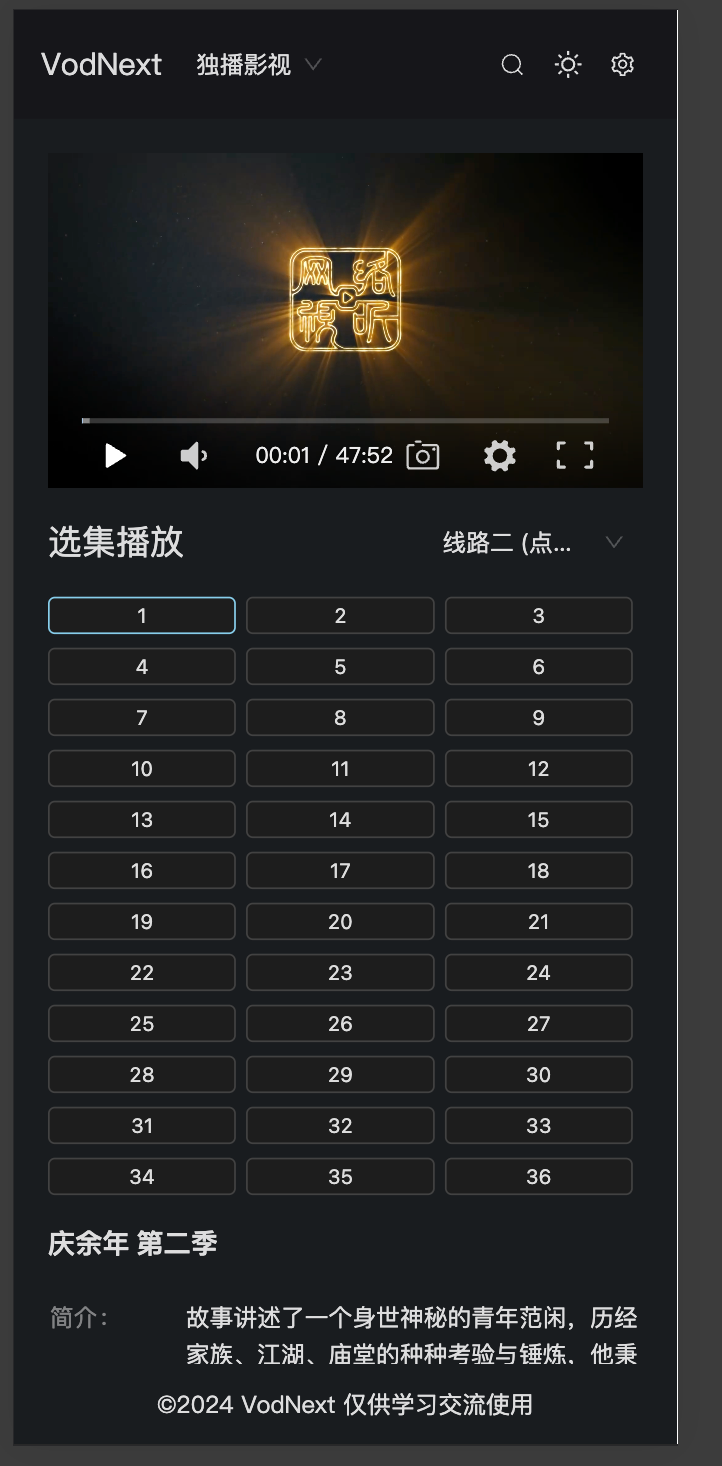 VodNext 独播影视
网络
视听
00:01 / 47:52
选集播放 线路二 (点...
1 2 3
4 5 6
7 8 9
10 11 12
13 14 15
16 17 18
19 20 21
22 23 24
25 26 27
28 29 30
31 32 33
34 35 36
庆余年 第二季
简介: 故事讲述了一个身世神秘的青年范闲，历经
家族、江湖、庙堂的种种考验与锤炼，他秉
©2024 VodNext 仅供学习交流使用